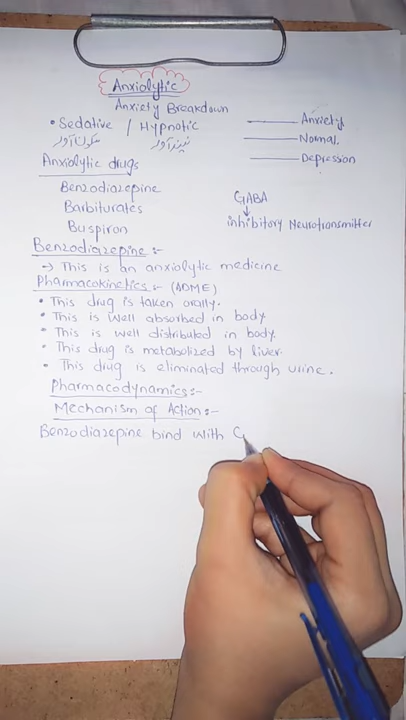 Anxiolytic
Anxiety Breakdown
• Sedative / Hypnotic
سکون آور نیند آور
Anxiety
Normal.
Depression
Anxiolytic drugs
Benzodiazepine
Barbiturates
Buspiron
GABA
↓
inhibitory Neurotransmitter
Benzodiazepine :-
-> This is an anxiolytic medicine
Pharmacokinetics :- (ADME)
• This drug is taken orally.
• This is well absorbed in body
• This is well distributed in body.
• This drug is metabolized by liver.
• This drug is eliminated through urine.
Pharmacodynamics :-
Mechanism of Action :-
Benzodiazepine bind with G